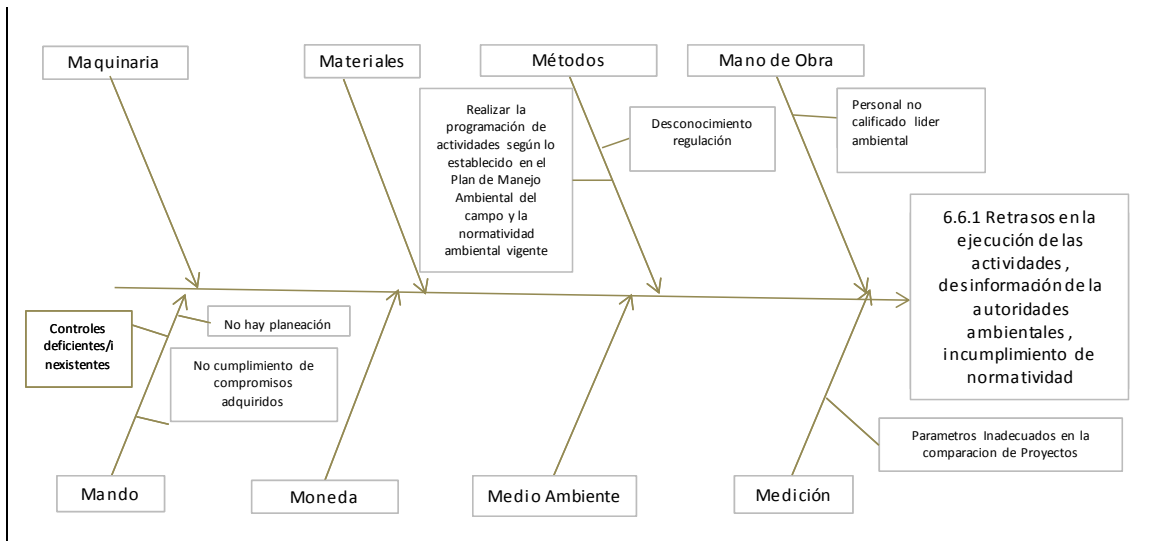 Maquinaria
Materiales
Métodos
Mano de Obra
Realizar la
programación de
actividades según lo
establecido en el
Plan de Manejo
Ambiental del
campo y la
normatividad
ambiental vigente
Desconocimiento
regulación
Personal no
calificado lider
ambiental
6.6.1 Retrasos en la
ejecución de las
actividades ,
desinformación de la
autoridades
ambientales ,
incumplimiento de
normatividad
Controles
deficientes/i
nexistentes
No hay planeación
No cumplimiento de
compromisos
adquiridos
Parametros Inadecuados en la
comparacion de Proyectos
Mando
Moneda
Medio Ambiente
Medición